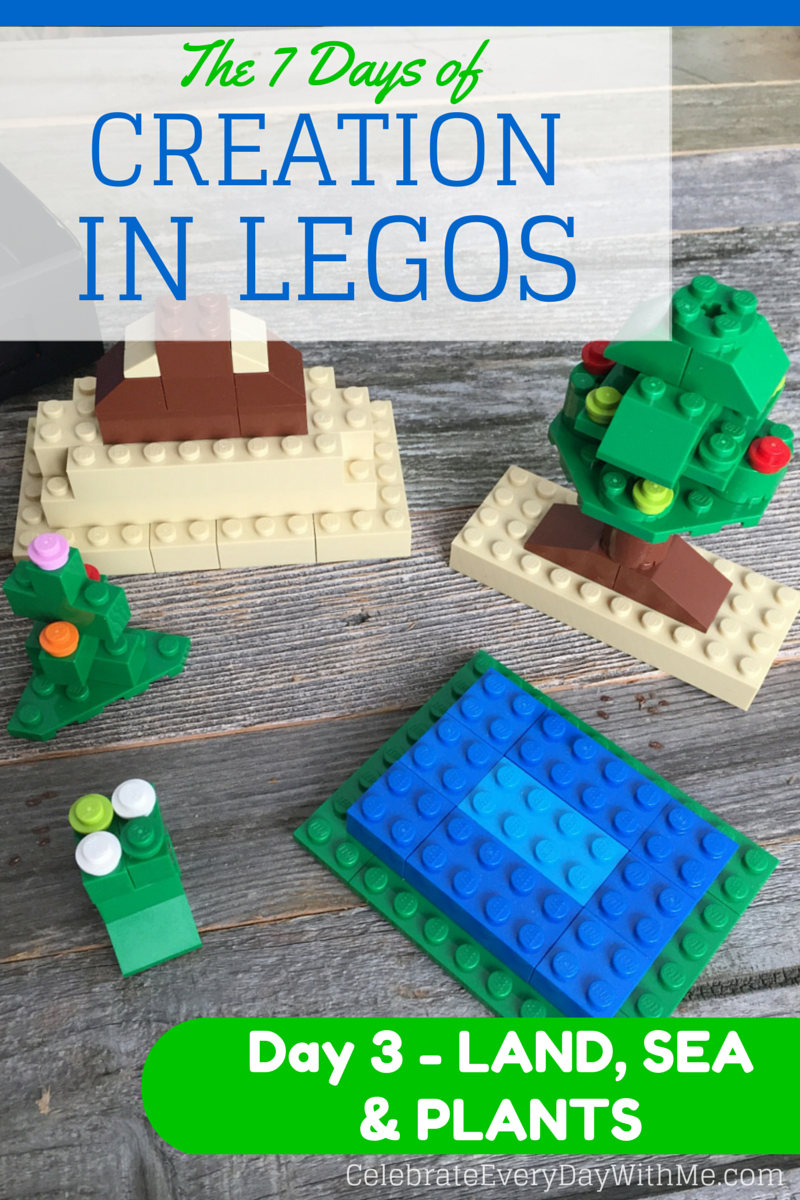 The 7 Days of
CREATION
IN LEGOS
Day 3 - LAND, SEA
& PLANTS
CelebrateEveryDayWithMe.com